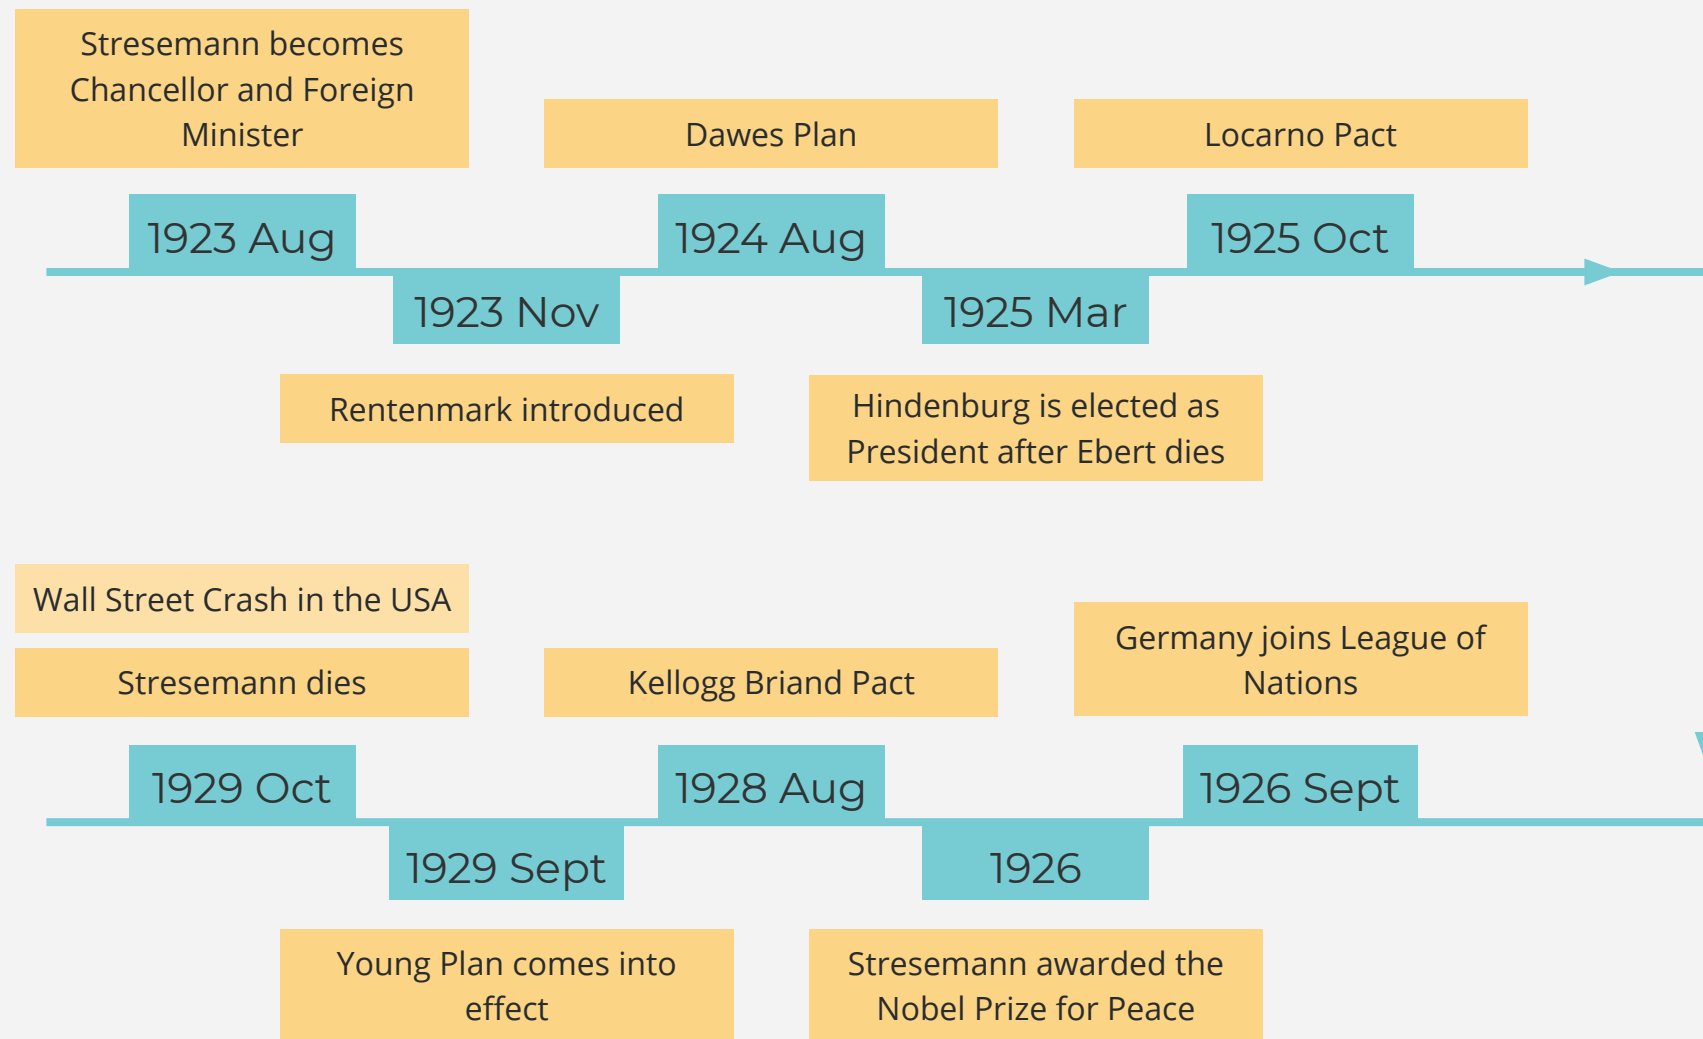 Stresemann becomes
Chancellor and Foreign
Minister
Dawes Plan
Locarno Pact
1923 Aug
1924 Aug
1925 Oct
1923 Nov
1925 Mar
Rentenmark introduced
Hindenburg is elected as
President after Ebert dies
Wall Street Crash in the USA
Stresemann dies
Kellogg Briand Pact
Germany joins League of
Nations
1929 Oct
1928 Aug
1926 Sept
1929 Sept
1926
Young Plan comes into
effect
Stresemann awarded the
Nobel Prize for Peace